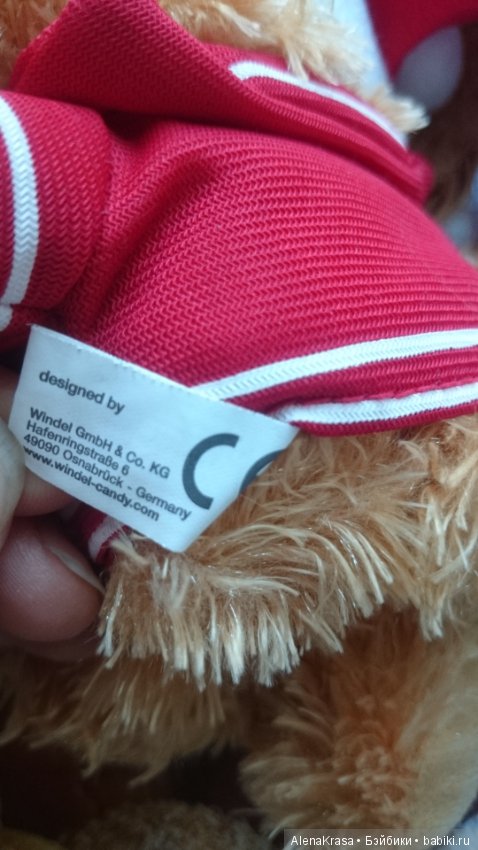 designed by
Windel GmbH & Co. KG
Hafenringstraße 6
49090 Osnabrück - Germany
www.windel-candy.com
CE
AlenaKrasa • Бэйбики • babiki.ru